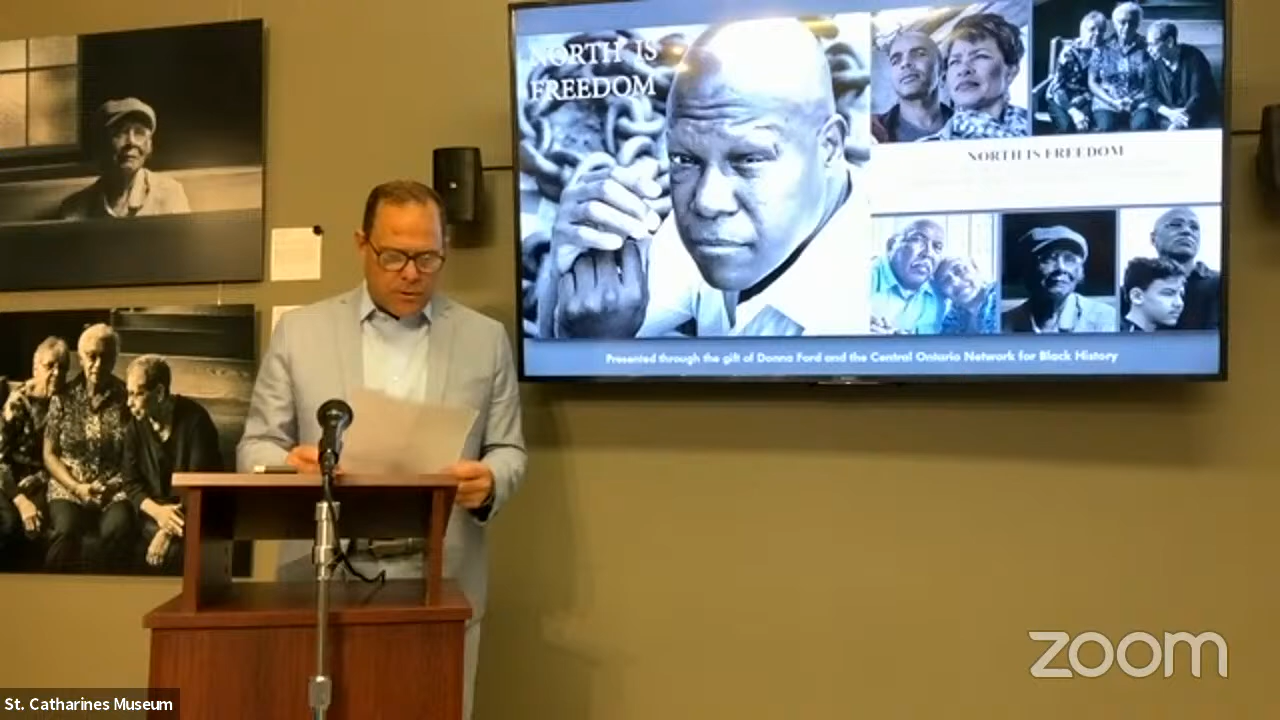 NORTH IS
FREEDOM
NORTH IS FREEDOM
Presented through the gift of Donna Ford and the Central Ontario Network for Black History
zoom
St. Catharines Museum